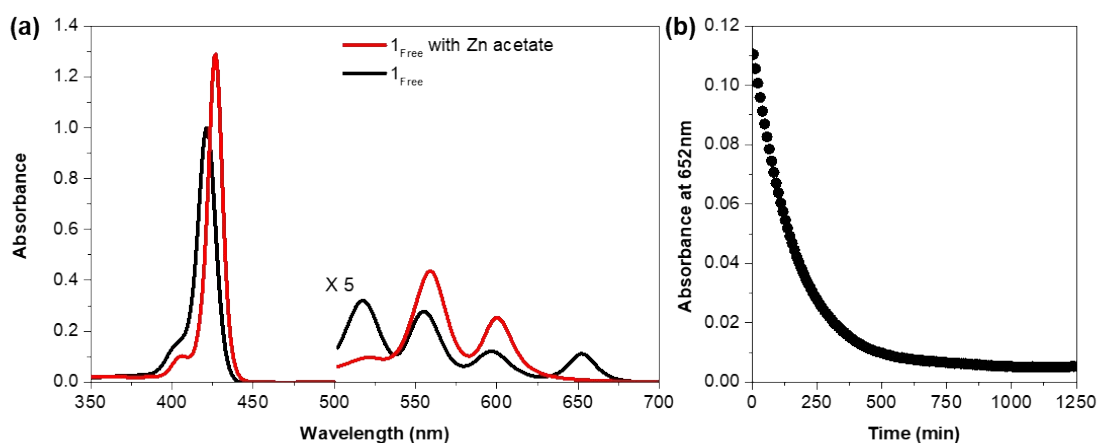 (a)
1.4
1.2
1.0
0.8
0.6
0.4
0.2
0.0
Absorbance
1Free with Zn acetate
1Free
X 5
350 400 450 500 550 600 650 700
Wavelength (nm)
(b)
0.12
0.10
0.08
0.06
0.04
0.02
0.00
Absorbance at 652nm
0 250 500 750 1000 1250
Time (min)